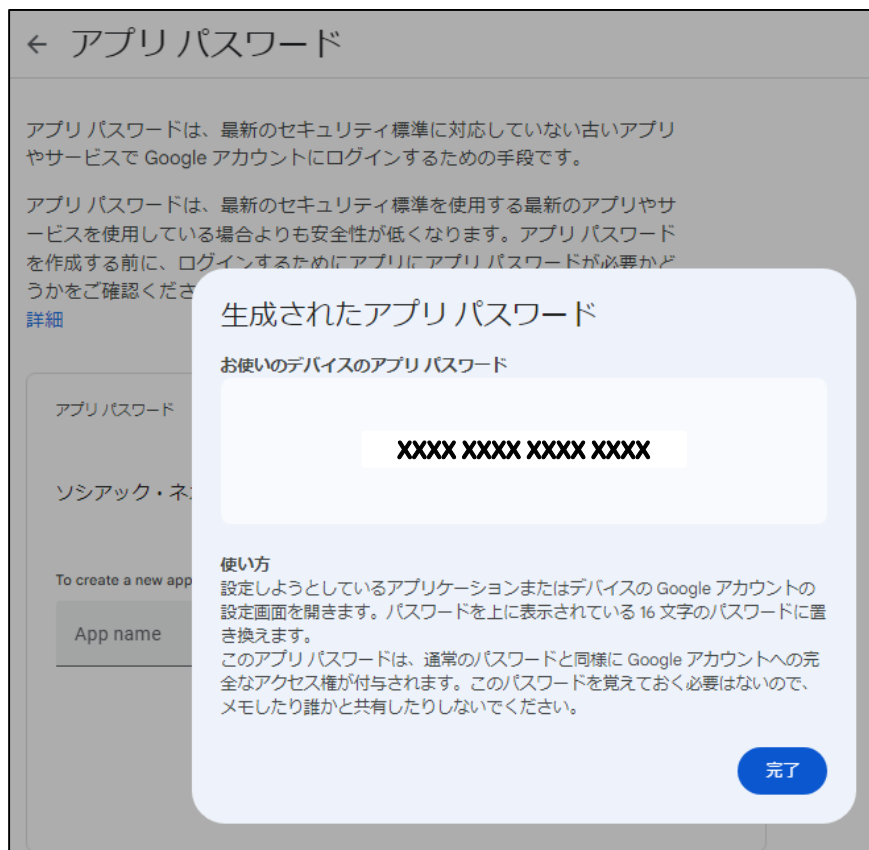 ← アプリ パスワード
アプリ パスワードは、最新のセキュリティ標準に対応していない古いアプリ
やサービスで Google アカウントにログインするための手段です。
アプリ パスワードは、最新のセキュリティ標準を使用する最新のアプリやサ
ービスを使用している場合よりも安全性が低くなります。アプリ パスワード
を作成する前に、ログインするためにアプリにアプリ パスワードが必要かど
うかをご確認くださ
詳細
アプリ パスワード
ソシアック・ネ
To create a new app
App name
生成されたアプリ パスワード
お使いのデバイスのアプリ パスワード
XXXX XXXX XXXX XXXX
使い方
設定しようとしているアプリケーションまたはデバイスの Google アカウントの
設定画面を開きます。パスワードを上に表示されている 16 文字のパスワードに置
き換えます。
このアプリ パスワードは、通常のパスワードと同様に Google アカウントへの完
全なアクセス権が付与されます。このパスワードを覚えておく必要はないので、
メモしたり誰かと共有したりしないでください。
完了